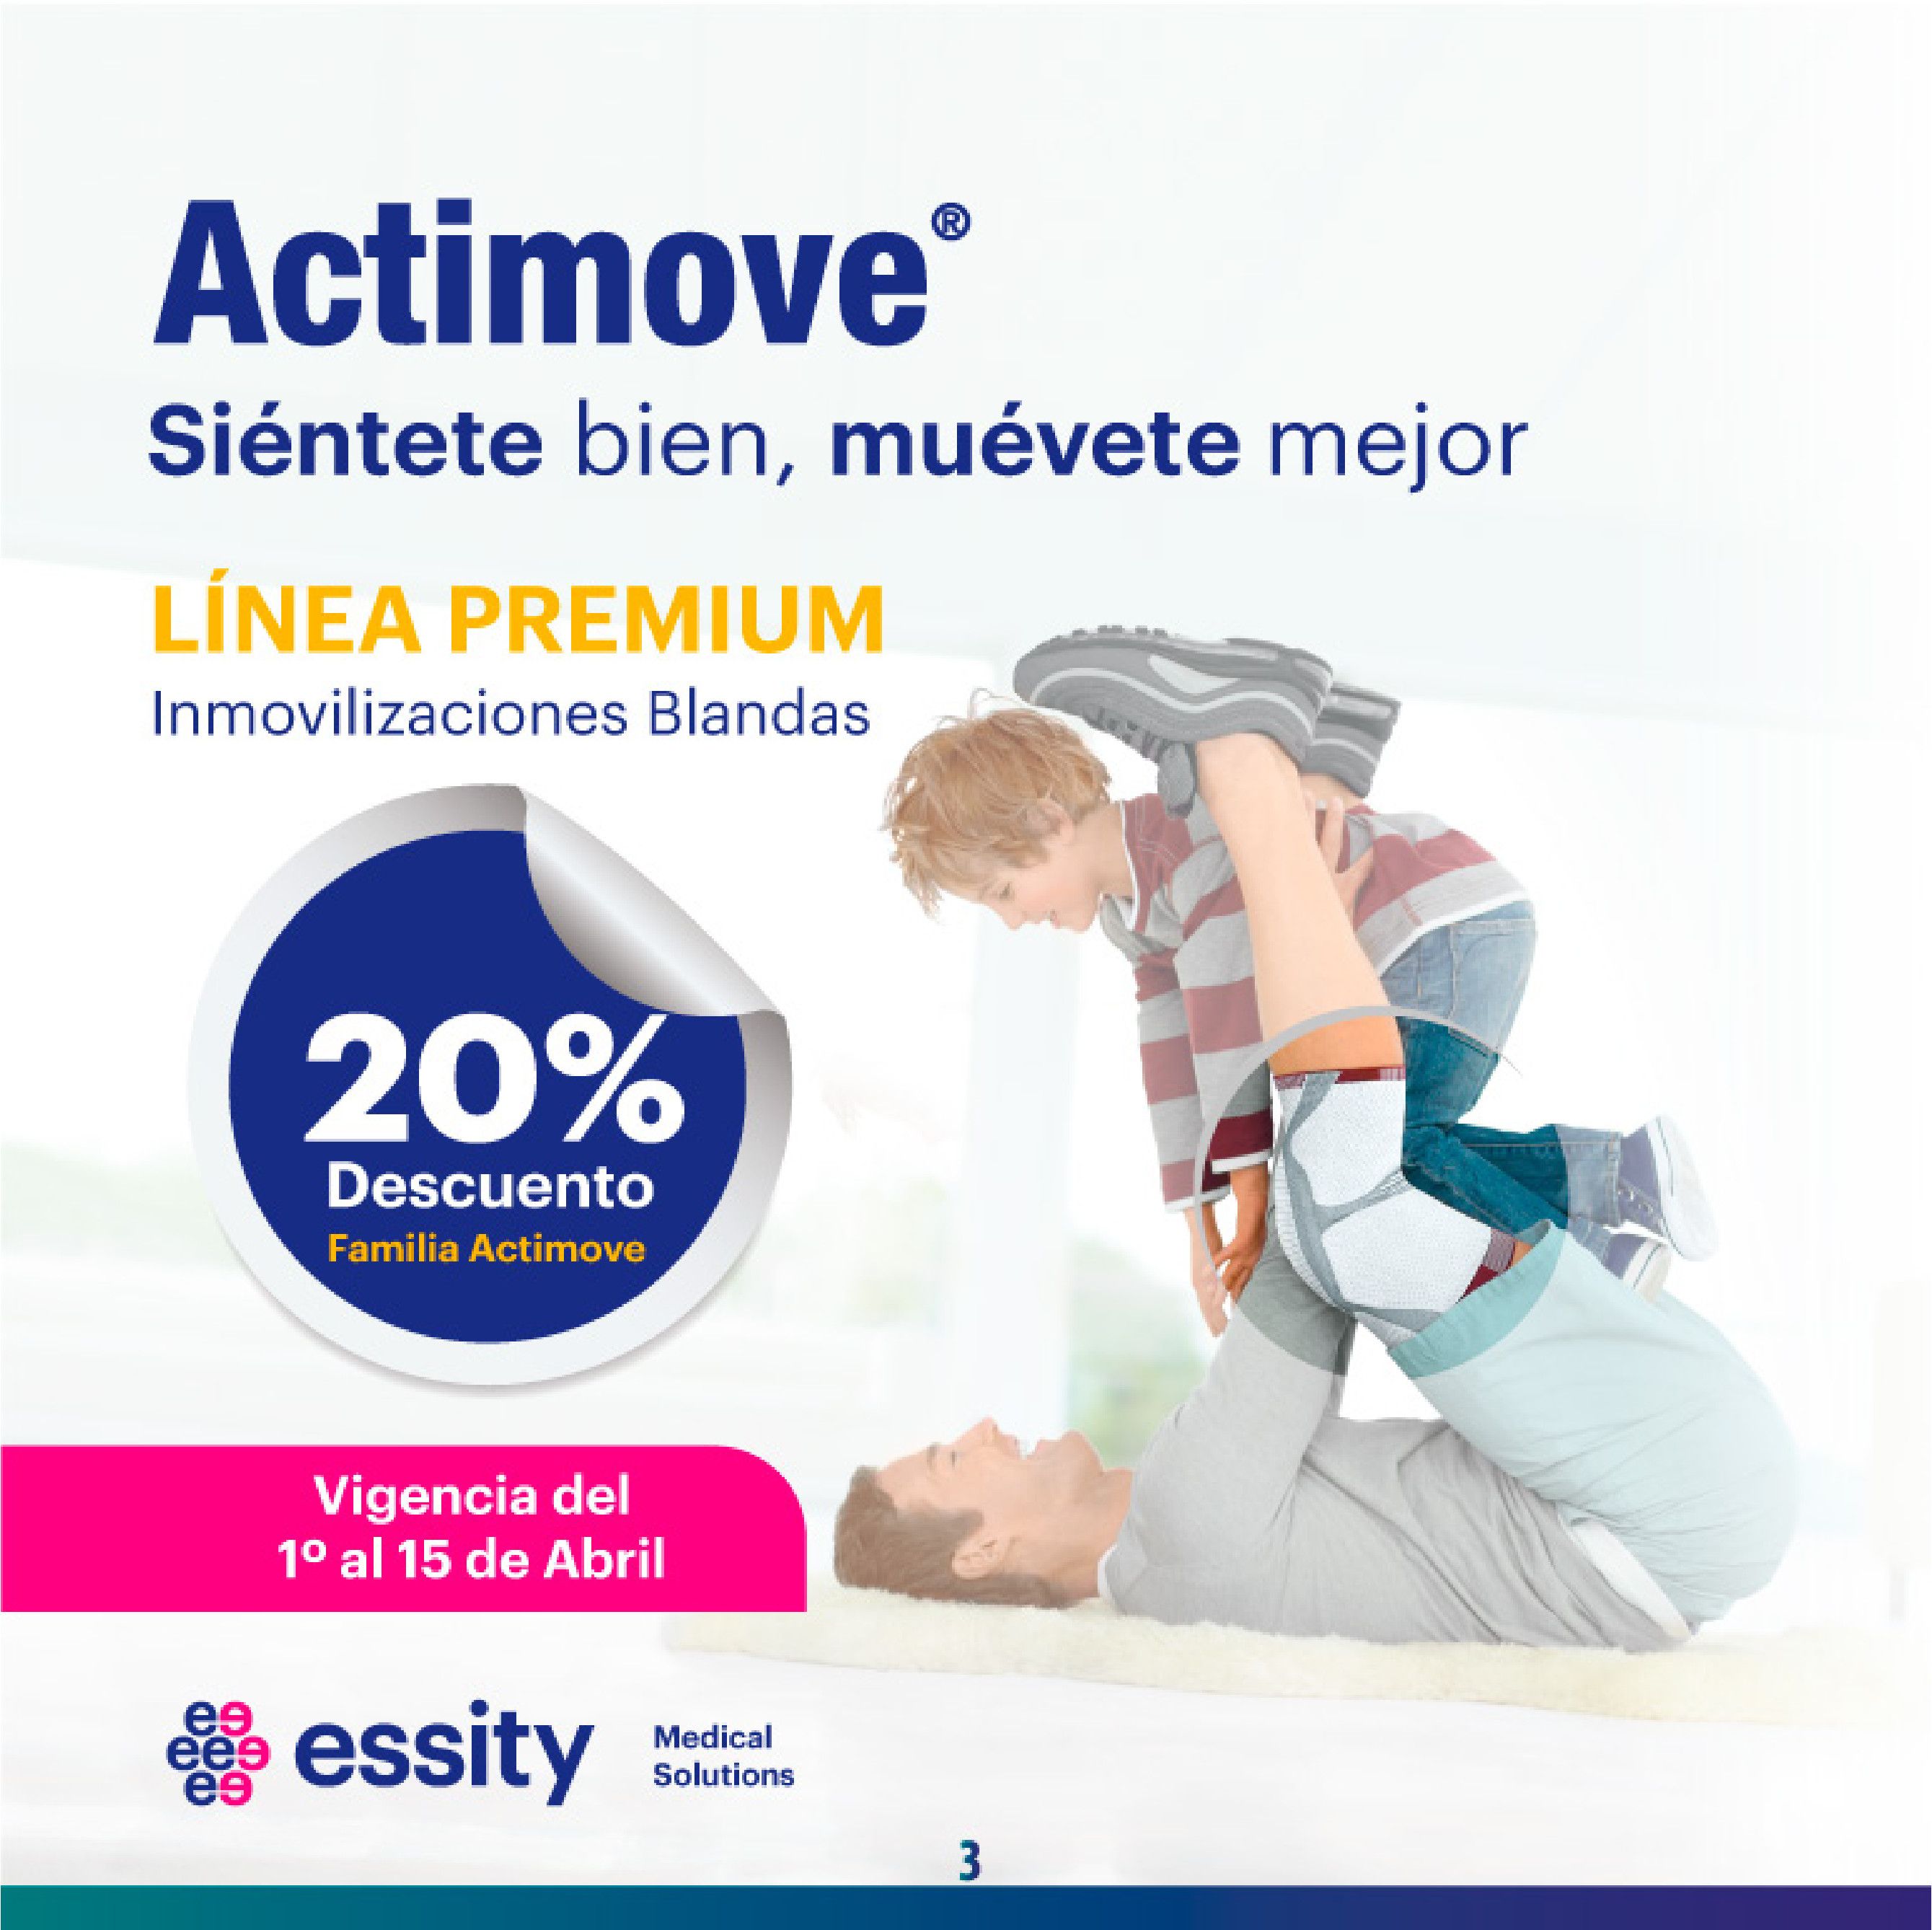 Actimove®
Siéntete bien, muévete mejor
LÍNEA PREMIUM
Inmovilizaciones Blandas
20%
Descuento
Familia Actimove
Vigencia del
1º al 15 de Abril
essity
Medical
Solutions
3